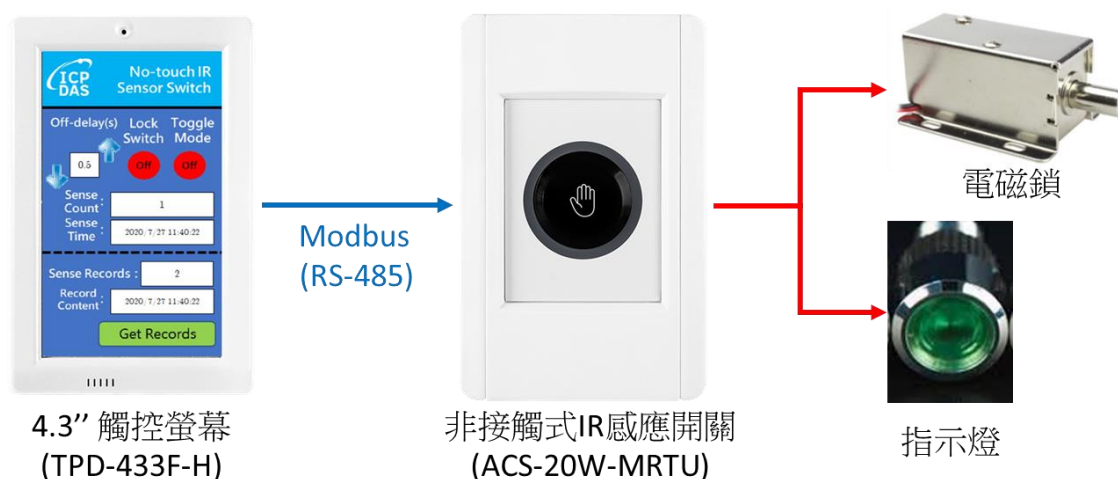 ICP
DAS
No-touch IR
Sensor Switch
Off-delay(s)
Lock
Switch
Toggle
Mode
0.5
Off
Off
Sense
Count :
1
Sense
Time :
2020/7/27 11:40:22
Sense Records :
2
Record
Content :
2020/7/27 11:40:22
Get Records
4.3’’ 觸控螢幕
(TPD-433F-H)
Modbus
(RS-485)
非接觸式IR感應開關
(ACS-20W-MRTU)
電磁鎖
指示燈